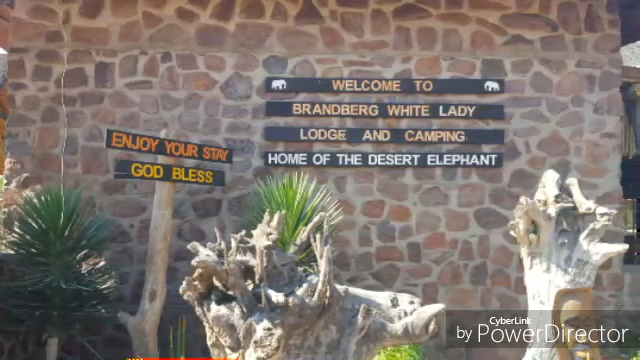 WELCOME TO
BRANDBERG WHITE LADY
LODGE AND CAMPING
HOME OF THE DESERT ELEPHANT
ENJOY YOUR STAY
GOD BLESS
CyberLink
by PowerDirector